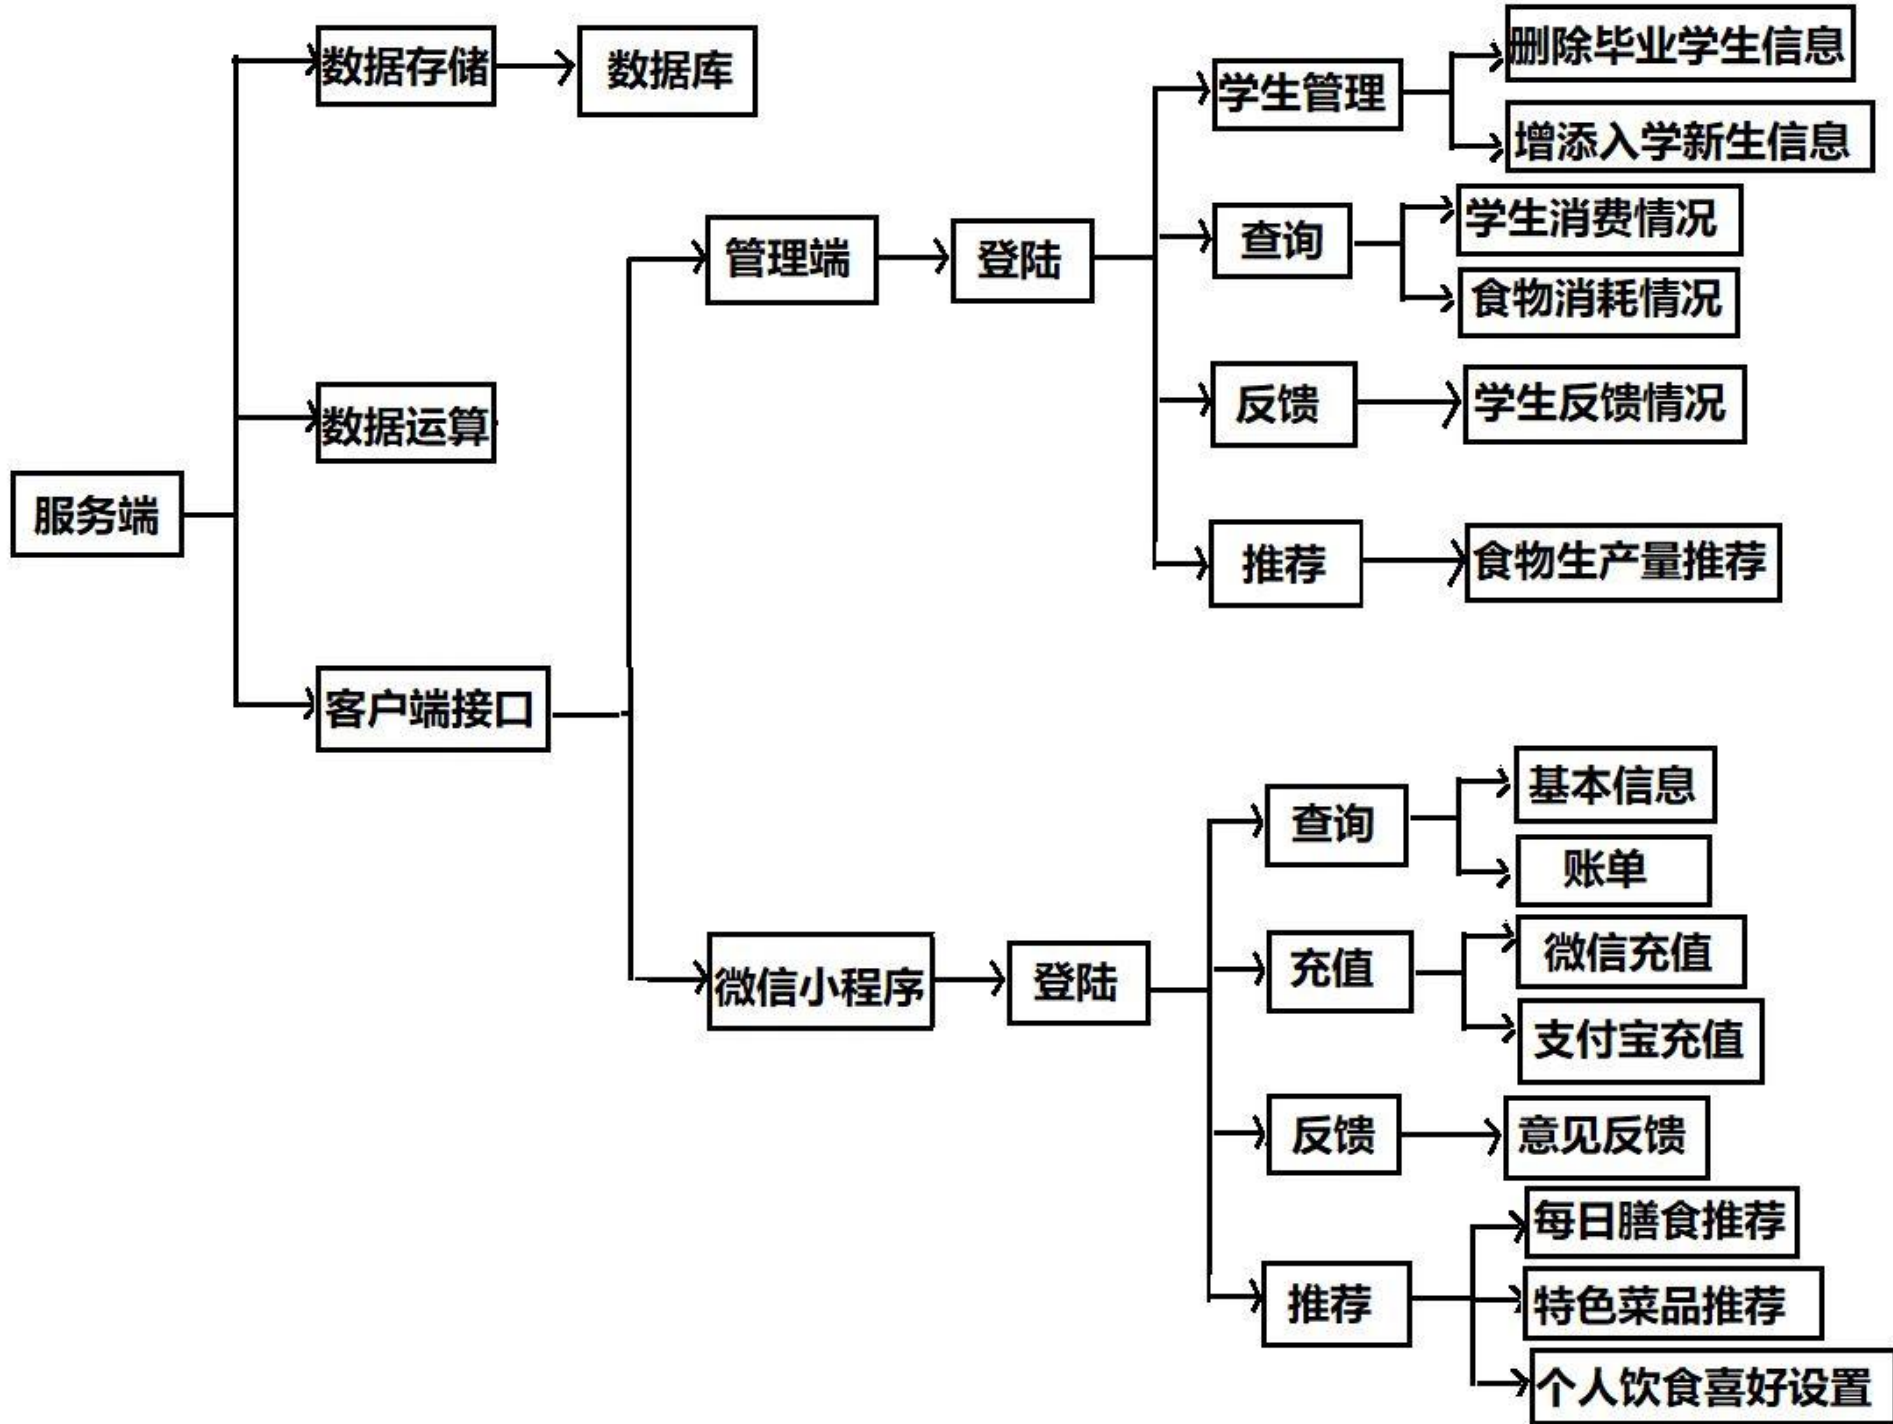 服务端
数据存储
数据库
数据运算
客户端接口
管理端
登陆
学生管理
删除毕业学生信息
增添入学新生信息
查询
学生消费情况
食物消耗情况
反馈
学生反馈情况
推荐
食物生产量推荐
微信小程序
登陆
查询
基本信息
账单
充值
微信充值
支付宝充值
反馈
意见反馈
推荐
每日膳食推荐
特色菜品推荐
个人饮食喜好设置